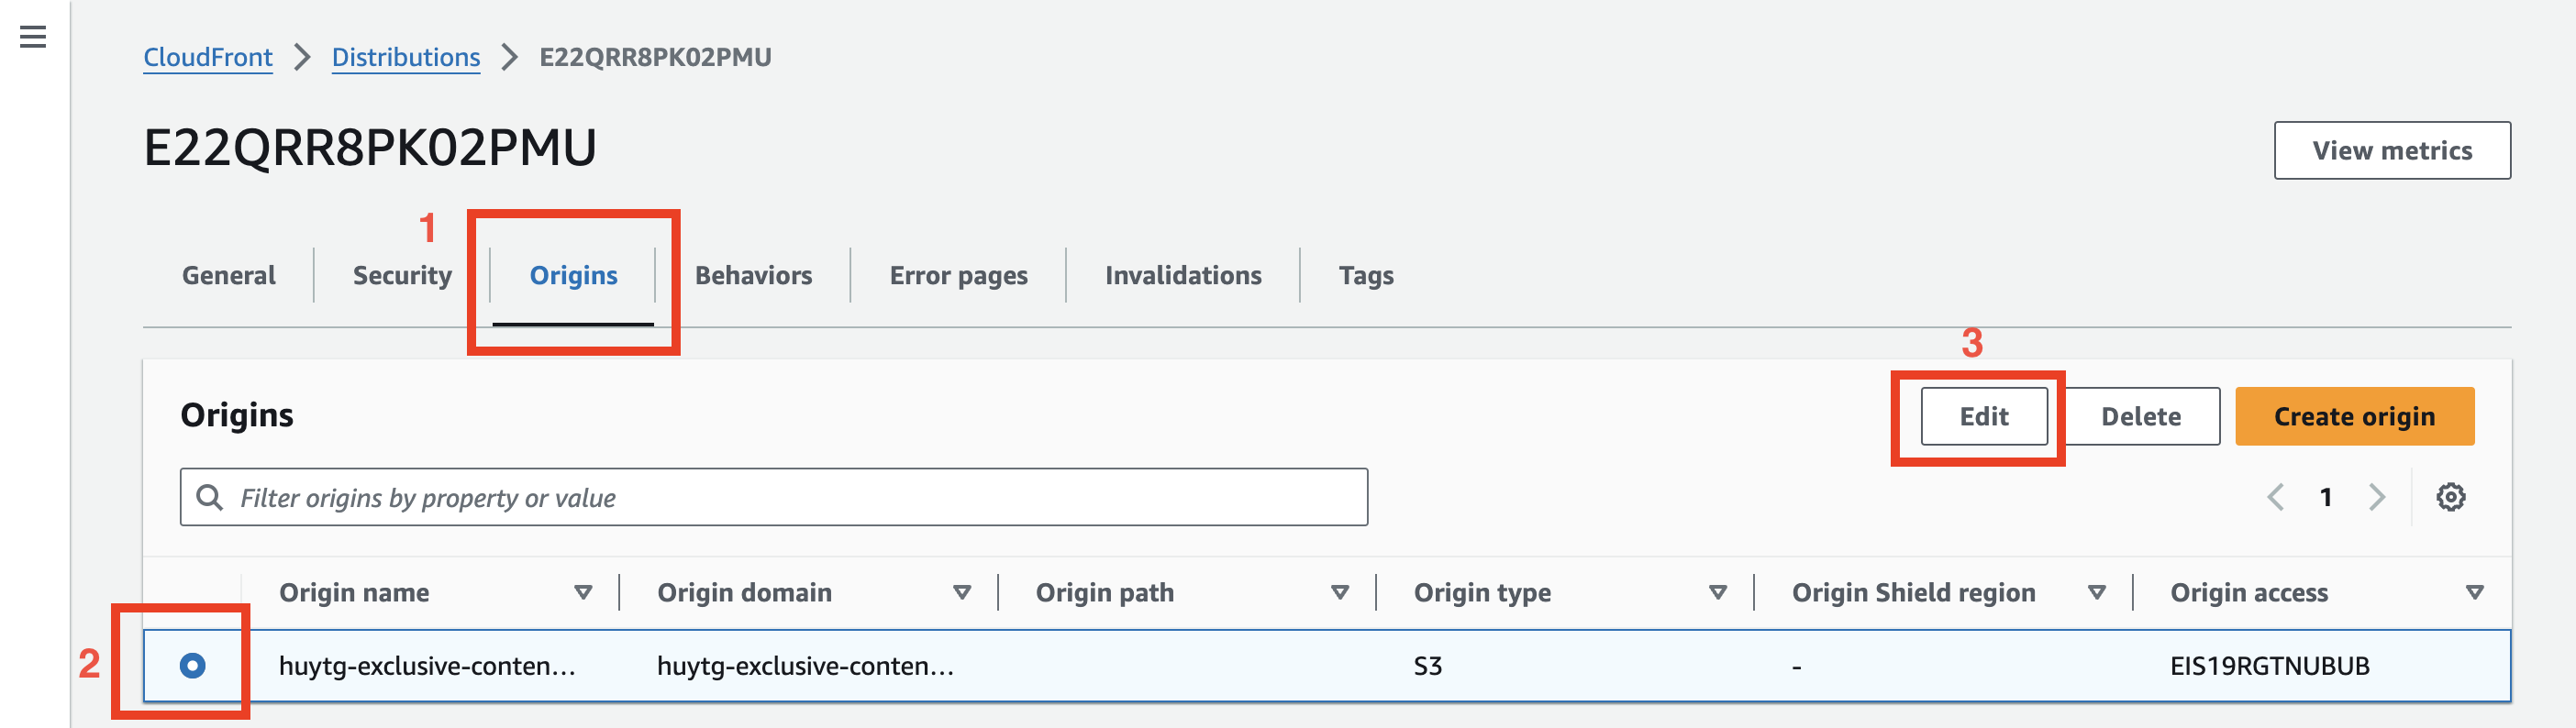 CloudFront > Distributions > E22QRR8PK02PMU
E22QRR8PK02PMU
View metrics
1
General Security Origins Behaviors Error pages Invalidations Tags
3
Origins
Edit Delete Create origin
Filter origins by property or value
1
Origin name Origin domain Origin path Origin type Origin Shield region Origin access
2 huytg-exclusive-conten... huytg-exclusive-conten... S3 - EIS19RGTNUBUB